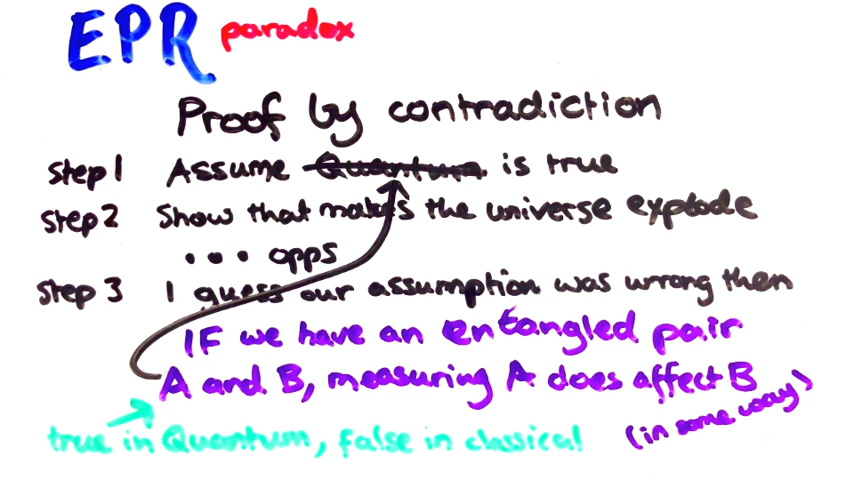 EPR paradox
Proof by contradiction
Step 1 Assume Quantum is true
Step 2 Show that makes the universe explode
... opps
Step 3 I guess our assumption was wrong then
IF we have an entangled pair
A and B, measuring A does affect B
(in some way)
true in Quantum, false in classical